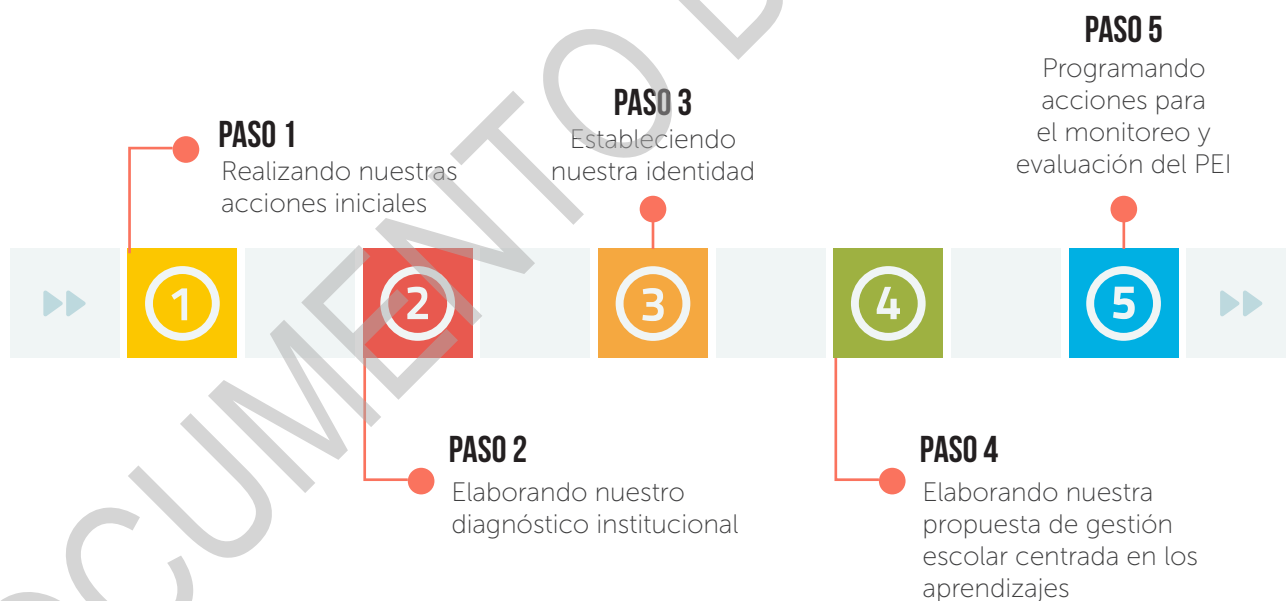 PASO 1
Realizando nuestras
acciones iniciales
PASO 3
Estableciendo
nuestra identidad
PASO 5
Programando
acciones para
el monitoreo y
evaluación del PEI
1
2
3
4
5
PASO 2
Elaborando nuestro
diagnóstico institucional
PASO 4
Elaborando nuestra
propuesta de gestión
escolar centrada en los
aprendizajes